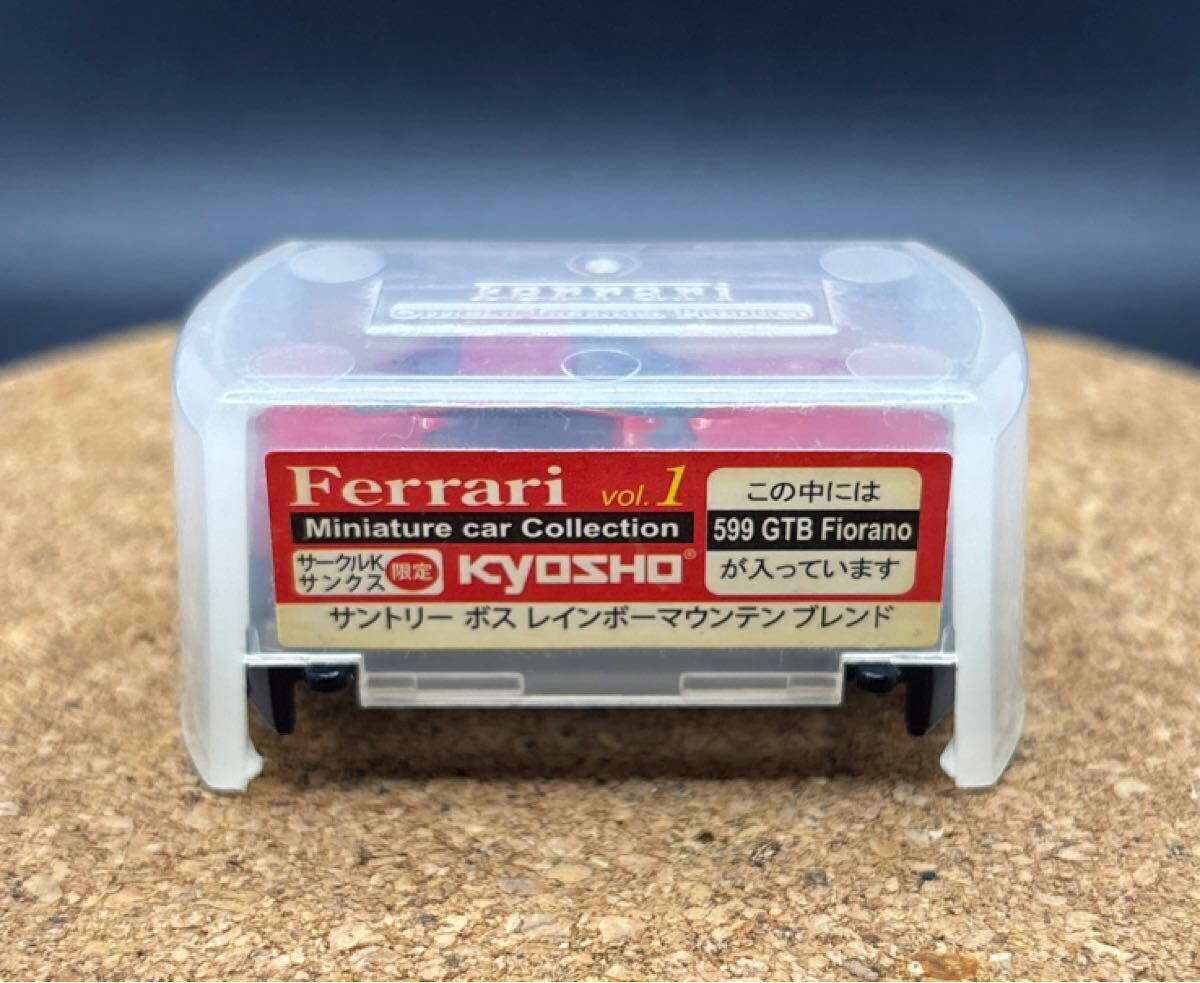 Ferrari
Ferrari vol.1
Miniature car Collection
サークルK
サンクス
限定
KYOSHO®
この中には
599 GTB Fiorano
が入っています
サントリー ボス レインボーマウンテン ブレンド